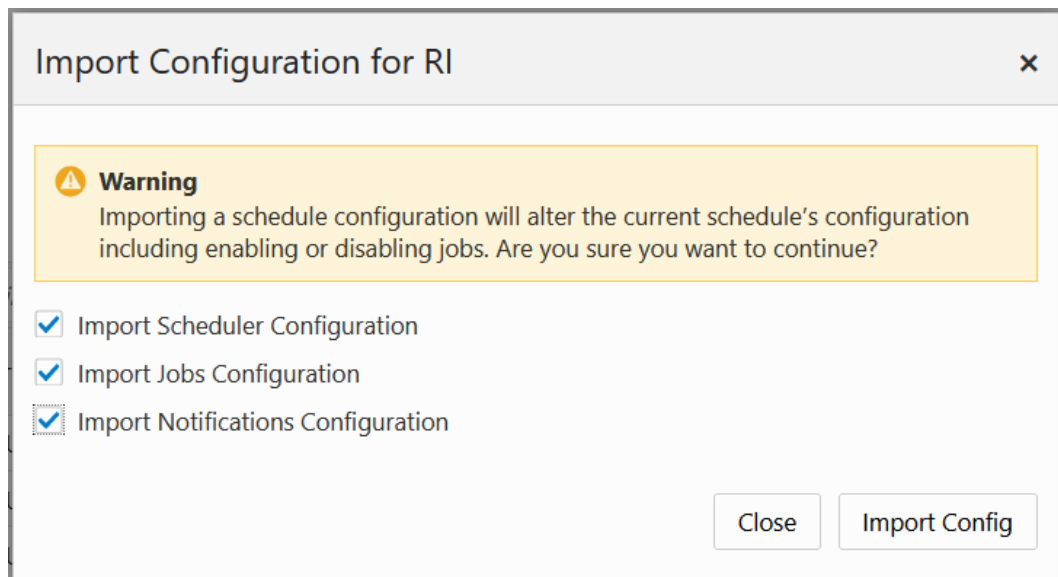 Import Configuration for RI
Warning
Importing a schedule configuration will alter the current schedule's configuration
including enabling or disabling jobs. Are you sure you want to continue?
Import Scheduler Configuration
Import Jobs Configuration
Import Notifications Configuration
Close Import Config